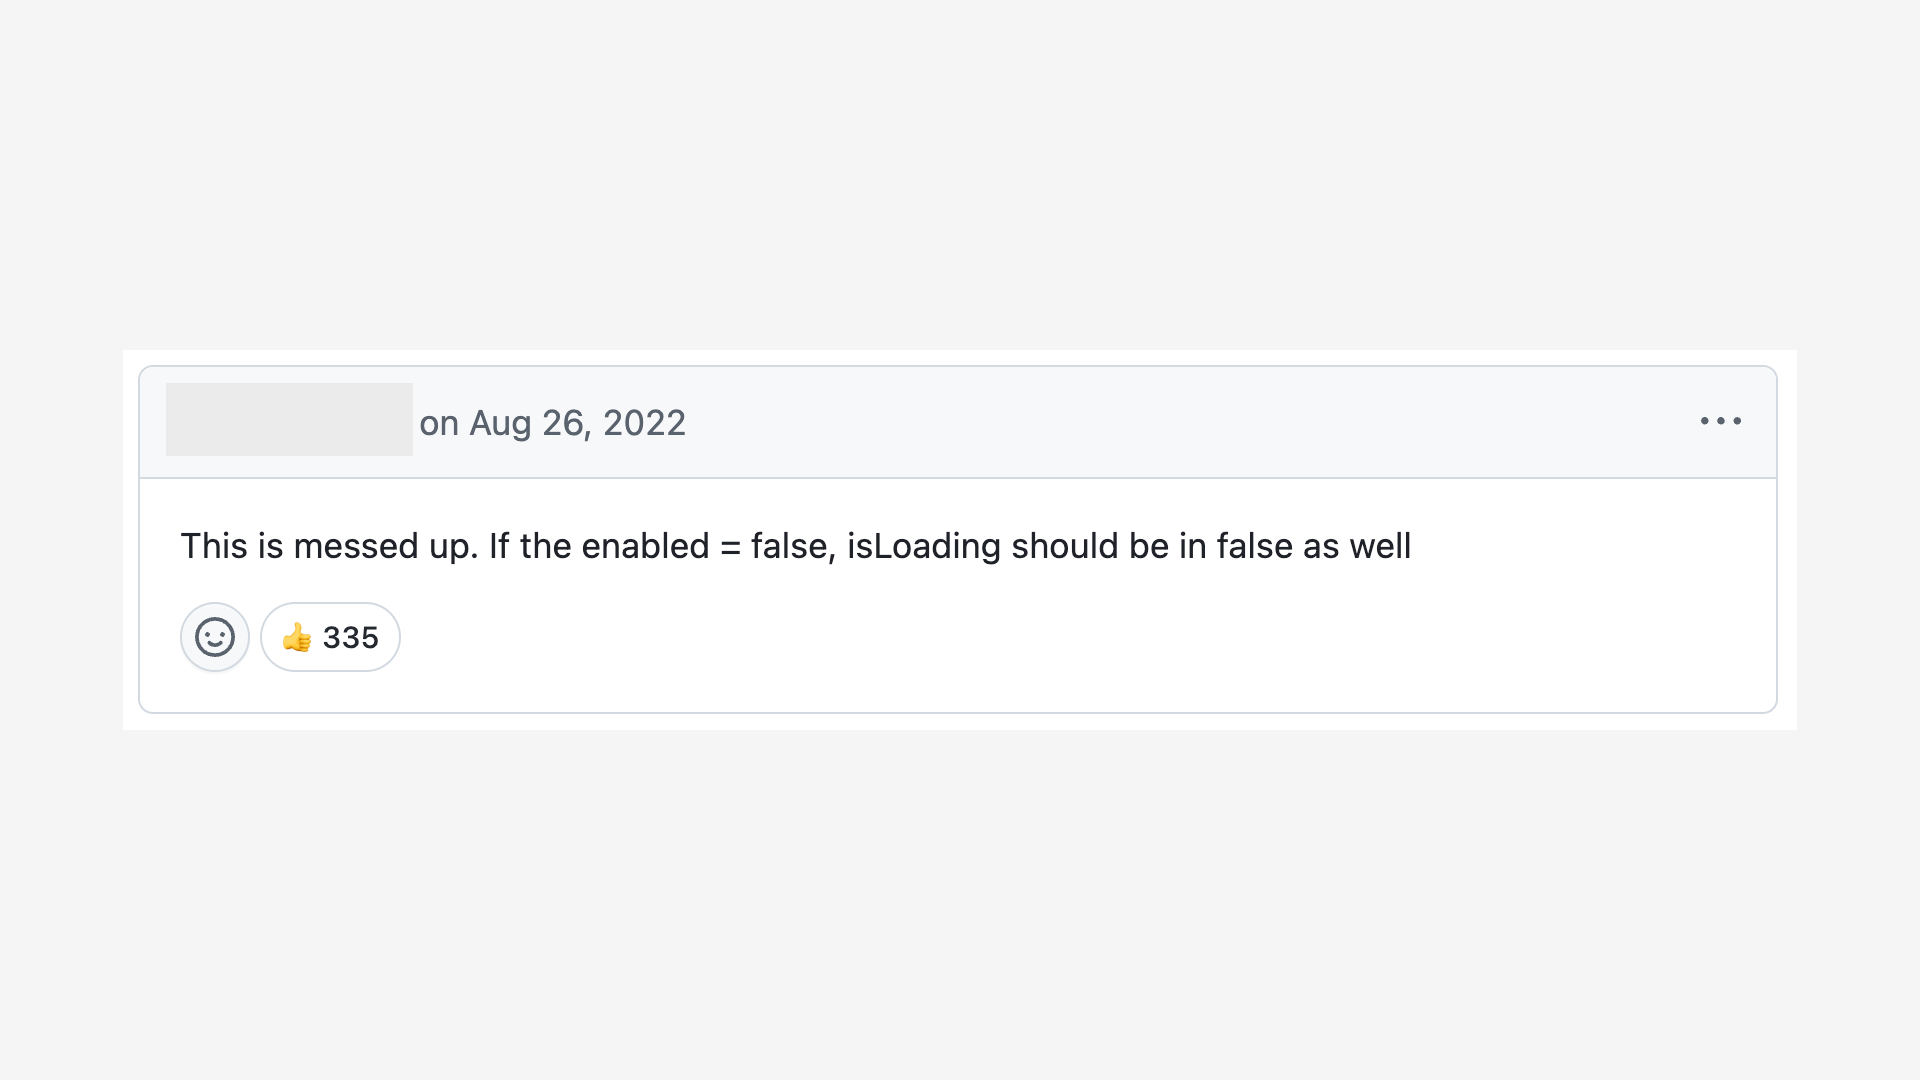 on Aug 26, 2022
This is messed up. If the enabled = false, isLoading should be in false as well
👍 335